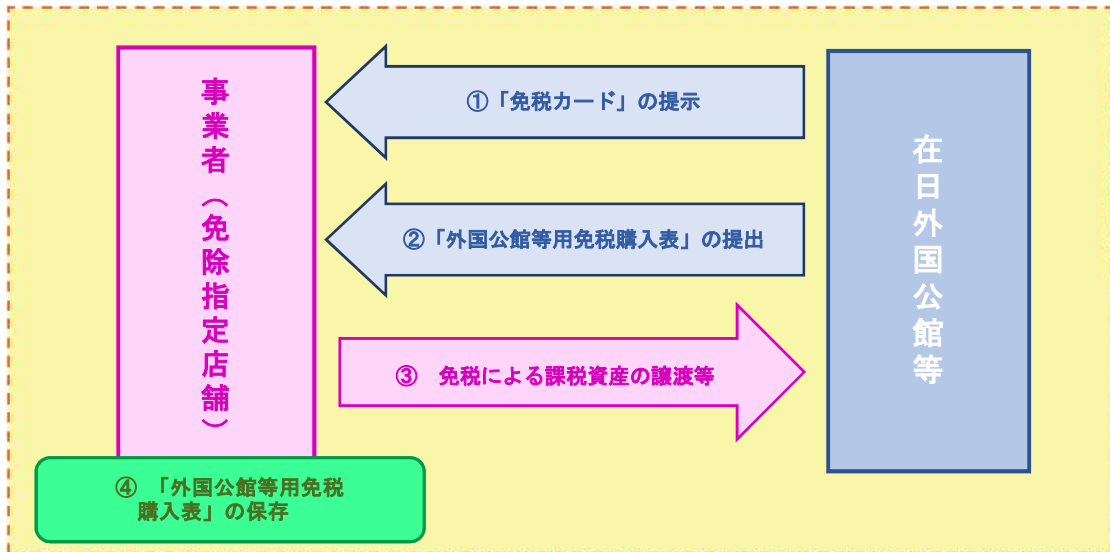 事業者（免除指定店舗）
①「免税カード」の提示
②「外国公館等用免税購入表」の提出
③　免税による課税資産の譲渡等
在日外国公館等
④　「外国公館等用免税
購入表」の保存